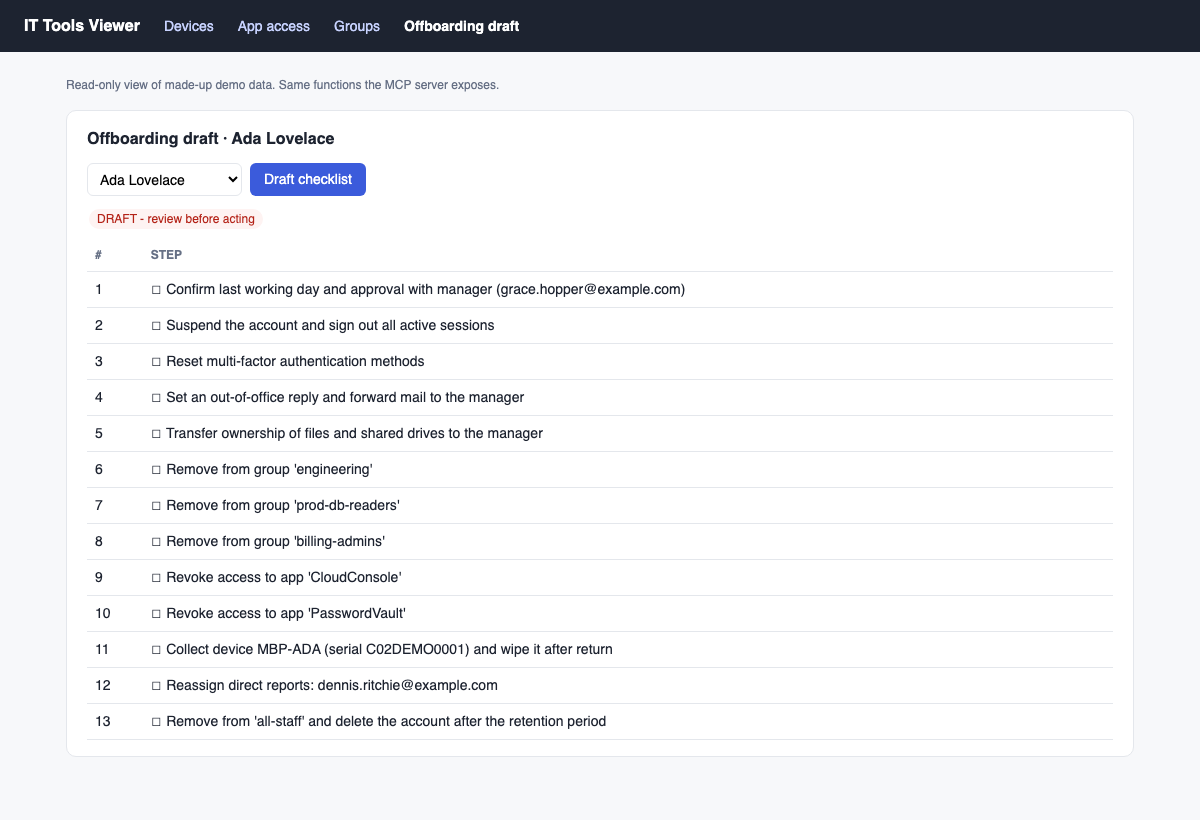 IT Tools Viewer Devices App access Groups Offboarding draft
Read-only view of made-up demo data. Same functions the MCP server exposes.
Offboarding draft · Ada Lovelace
Ada Lovelace Draft checklist
DRAFT - review before acting
# STEP
1 ☐ Confirm last working day and approval with manager (grace.hopper@example.com)
2 ☐ Suspend the account and sign out all active sessions
3 ☐ Reset multi-factor authentication methods
4 ☐ Set an out-of-office reply and forward mail to the manager
5 ☐ Transfer ownership of files and shared drives to the manager
6 ☐ Remove from group 'engineering'
7 ☐ Remove from group 'prod-db-readers'
8 ☐ Remove from group 'billing-admins'
9 ☐ Revoke access to app 'CloudConsole'
10 ☐ Revoke access to app 'PasswordVault'
11 ☐ Collect device MBP-ADA (serial C02DEMO0001) and wipe it after return
12 ☐ Reassign direct reports: dennis.ritchie@example.com
13 ☐ Remove from 'all-staff' and delete the account after the retention period